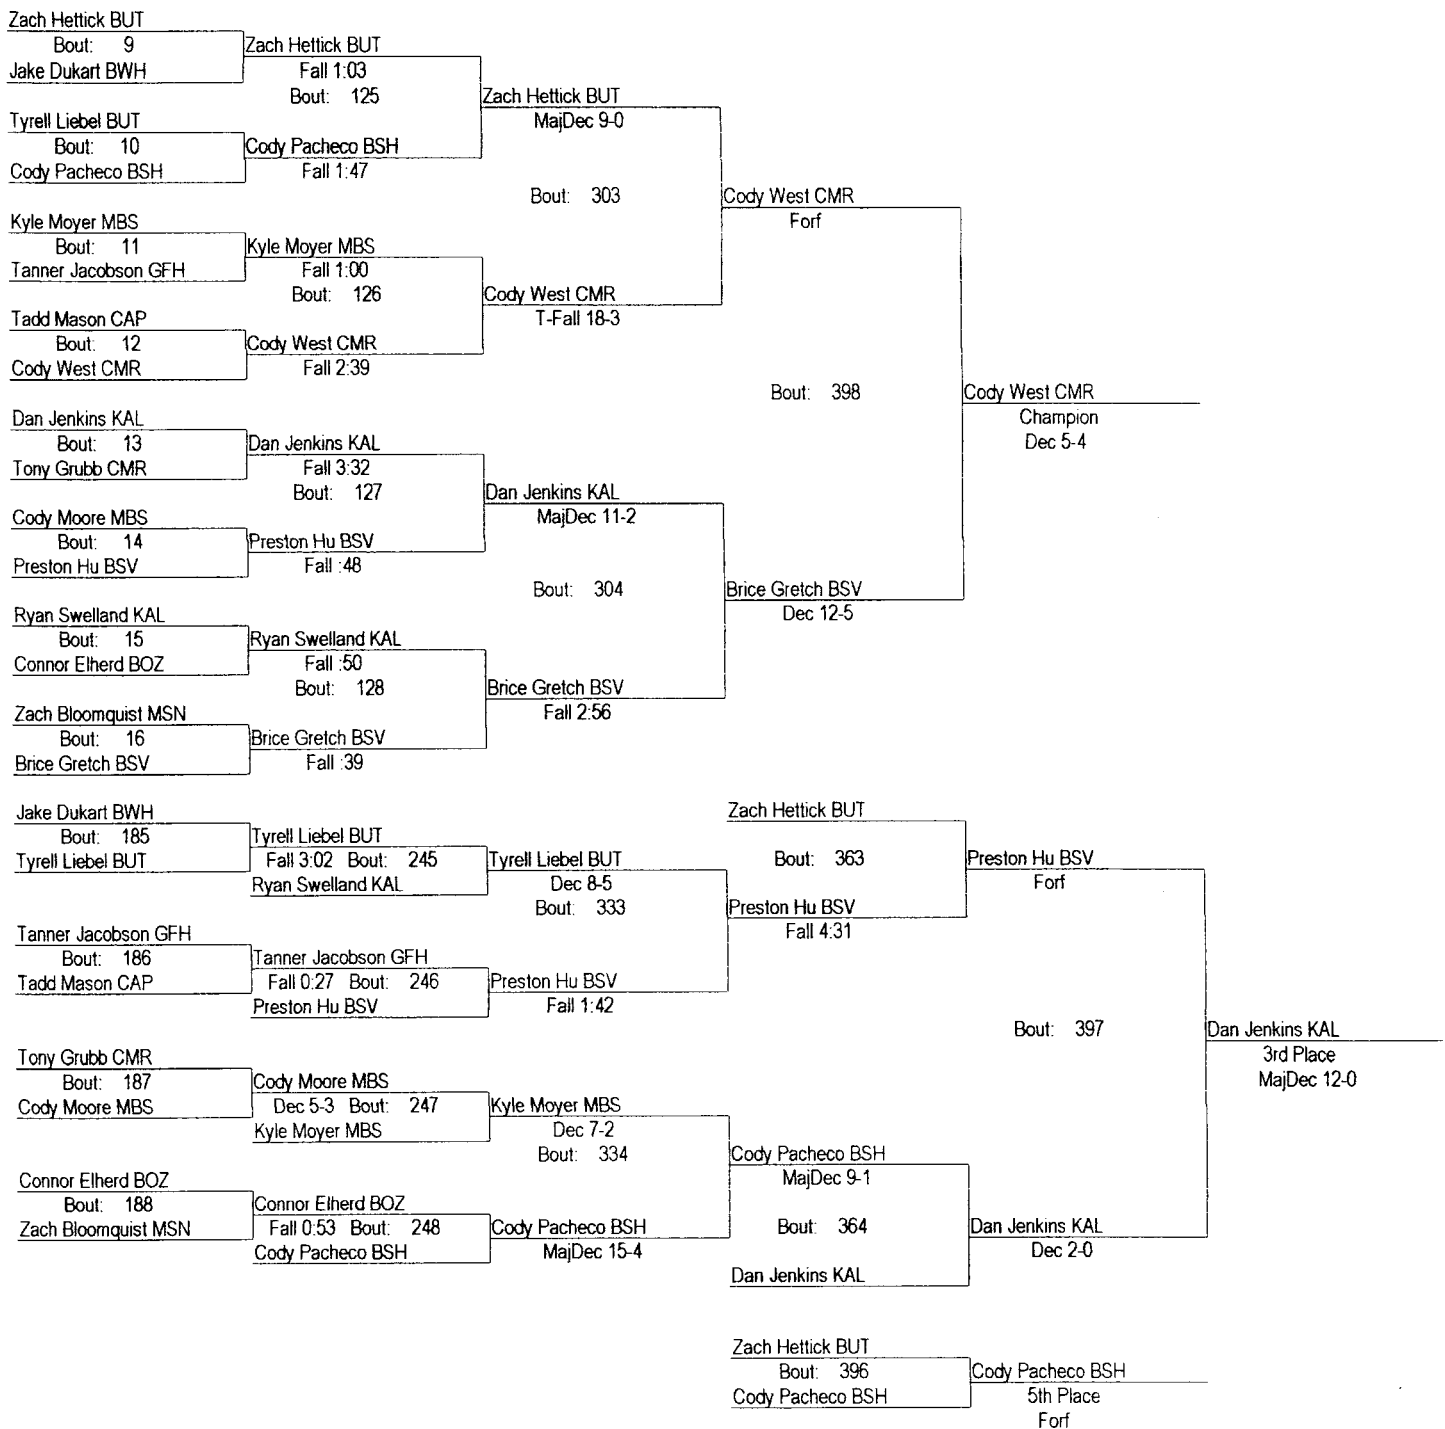 Zach Hettick BUT
Bout: 9
Jake Dukart BWH
Zach Hettick BUT
Fall 1:03
Bout: 125
Tyrell Liebel BUT
Bout: 10
Cody Pacheco BSH
Cody Pacheco BSH
Fall 1:47
Zach Hettick BUT
MajDec 9-0
Bout: 303
Kyle Moyer MBS
Bout: 11
Tanner Jacobson GFH
Kyle Moyer MBS
Fall 1:00
Bout: 126
Tadd Mason CAP
Bout: 12
Cody West CMR
Cody West CMR
Fall 2:39
Cody West CMR
T-Fall 18-3
Cody West CMR
Forf
Bout: 398
Dan Jenkins KAL
Bout: 13
Tony Grubb CMR
Dan Jenkins KAL
Fall 3:32
Bout: 127
Cody Moore MBS
Bout: 14
Preston Hu BSV
Preston Hu BSV
Fall :48
Dan Jenkins KAL
MajDec 11-2
Bout: 304
Ryan Swelland KAL
Bout: 15
Connor Elherd BOZ
Ryan Swelland KAL
Fall :50
Bout: 128
Zach Bloomquist MSN
Bout: 16
Brice Gretch BSV
Brice Gretch BSV
Fall :39
Brice Gretch BSV
Fall 2:56
Brice Gretch BSV
Dec 12-5
Cody West CMR
Champion
Dec 5-4
Jake Dukart BWH
Bout: 185
Tyrell Liebel BUT
Tyrell Liebel BUT
Fall 3:02 Bout: 245
Ryan Swelland KAL
Tyrell Liebel BUT
Dec 8-5
Bout: 333
Tanner Jacobson GFH
Bout: 186
Tadd Mason CAP
Tanner Jacobson GFH
Fall 0:27 Bout: 246
Preston Hu BSV
Preston Hu BSV
Fall 1:42
Zach Hettick BUT
Bout: 363
Preston Hu BSV
Fall 4:31
Preston Hu BSV
Forf
Bout: 397
Tony Grubb CMR
Bout: 187
Cody Moore MBS
Cody Moore MBS
Dec 5-3 Bout: 247
Kyle Moyer MBS
Kyle Moyer MBS
Dec 7-2
Bout: 334
Connor Elherd BOZ
Bout: 188
Zach Bloomquist MSN
Connor Elherd BOZ
Fall 0:53 Bout: 248
Cody Pacheco BSH
Cody Pacheco BSH
MajDec 15-4
Cody Pacheco BSH
MajDec 9-1
Bout: 364
Dan Jenkins KAL
Dan Jenkins KAL
Dec 2-0
Dan Jenkins KAL
3rd Place
MajDec 12-0
Zach Hettick BUT
Bout: 396
Cody Pacheco BSH
Cody Pacheco BSH
5th Place
Forf